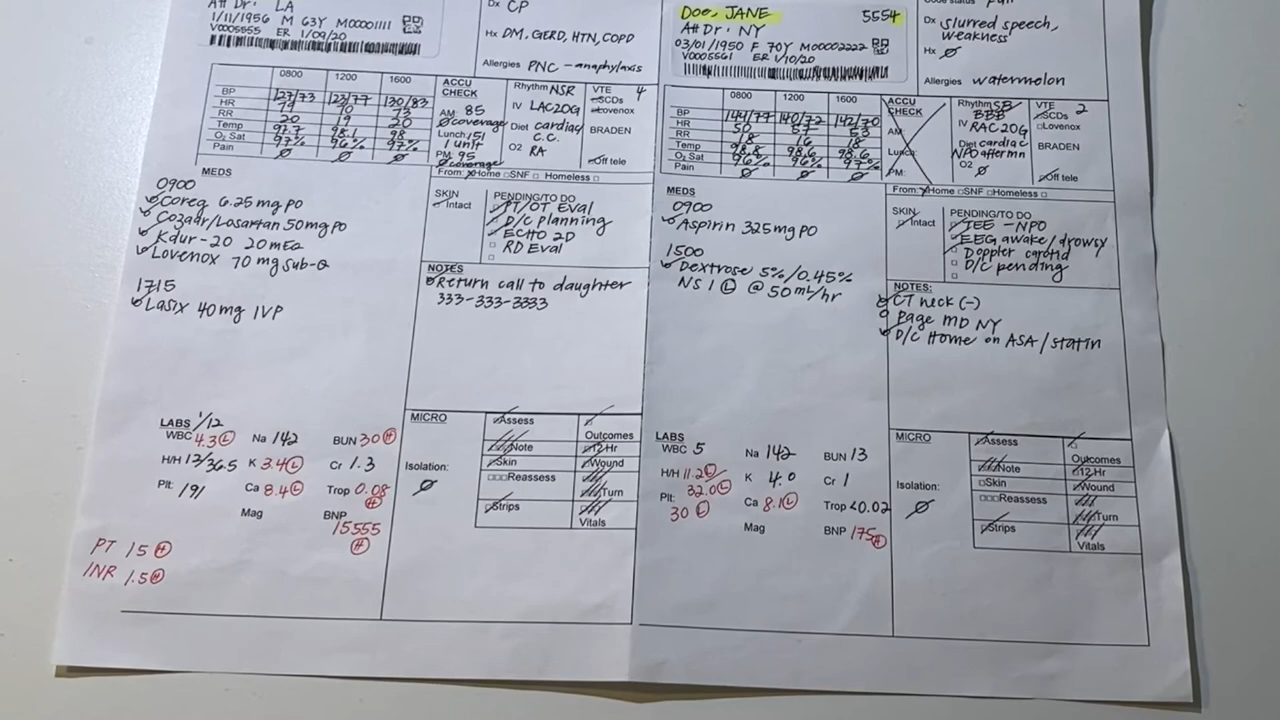 Att Dr: LA
1/11/1956 M 63Y M00001111
V0005555 ER 1/09/20
Dx CP
Hx DM, GERD, HTN, COPD
Allergies PNC - anaphylaxis
0800 1200 1600
BP 127/73 123/77 130/83
HR 79 70 73
RR 20 19 20
Temp 97.7 98.1 98
O2 Sat 97% 96% 97%
Pain Ø Ø Ø
ACCU CHECK
AM: 85
Ø coverage
Lunch: 151
1 unit
PM: 95
Ø coverage
Rhythm NSR
IV LAC20G
Diet cardiac
C.C.
O2 RA
VTE 4
SCDs
Lovenox
BRADEN
Off tele
From: Home SNF Homeless
MEDS
0900
Coreg 6.25mg PO
Cozaar/Losartan 50mg PO
Kdur-20 20mEq
Lovenox 70mg Sub-Q
1715
Lasix 40mg IVP
SKIN
Intact
PENDING/TO DO
PT/OT Eval
D/C planning
ECHO 2D
RD Eval
NOTES
Return call to daughter
333-333-3333
LABS 1/12
WBC 4.3 L Na 142 BUN 30 H
H/H 13/36.5 K 3.4 L Cr 1.3
Plt: 191 Ca 8.4 L Trop 0.08 H
Mag BNP 15555 H
PT 15 H
INR 1.5 H
MICRO
Isolation: Ø
Assess Outcomes
Note 12 Hr
Skin Wound
Reassess Turn
Strips Vitals
Doe, JANE 5554
Att Dr: NY
03/01/1950 F 70Y M00002222
V0005561 ER 1/10/20
Dx slurred speech,
weakness
Hx Ø
Allergies watermelon
0800 1200 1600
BP 144/77 140/72 142/70
HR 50 57 53
RR 18 16 18
Temp 98.8 98.6 98.6
O2 Sat 96% 96% 97%
Pain Ø Ø Ø
ACCU CHECK
AM:
Lunch:
PM:
Rhythm SB
BBB
IV RAC 20G
Diet cardiac
NPO after mn
O2 Ø
VTE 2
SCDs
Lovenox
BRADEN
Off tele
From: Home SNF Homeless
MEDS
0900
Aspirin 325mg PO
1500
Dextrose 5%/0.45%
NS 1 L @ 50mL/hr
SKIN
Intact
PENDING/TO DO
TEE - NPO
EEG awake/drowsy
Doppler carotid
D/C pending
NOTES:
CT neck (-)
Page MD NY
D/C Home on ASA/statin
LABS
WBC 5 Na 142 BUN 13
H/H 11.2 L K 4.0 Cr 1
32.0 L
Plt: 30 L Ca 8.1 L Trop <0.02
Mag BNP 175 H
MICRO
Isolation: Ø
Assess Outcomes
Note 12 Hr
Skin Wound
Reassess Turn
Strips Vitals